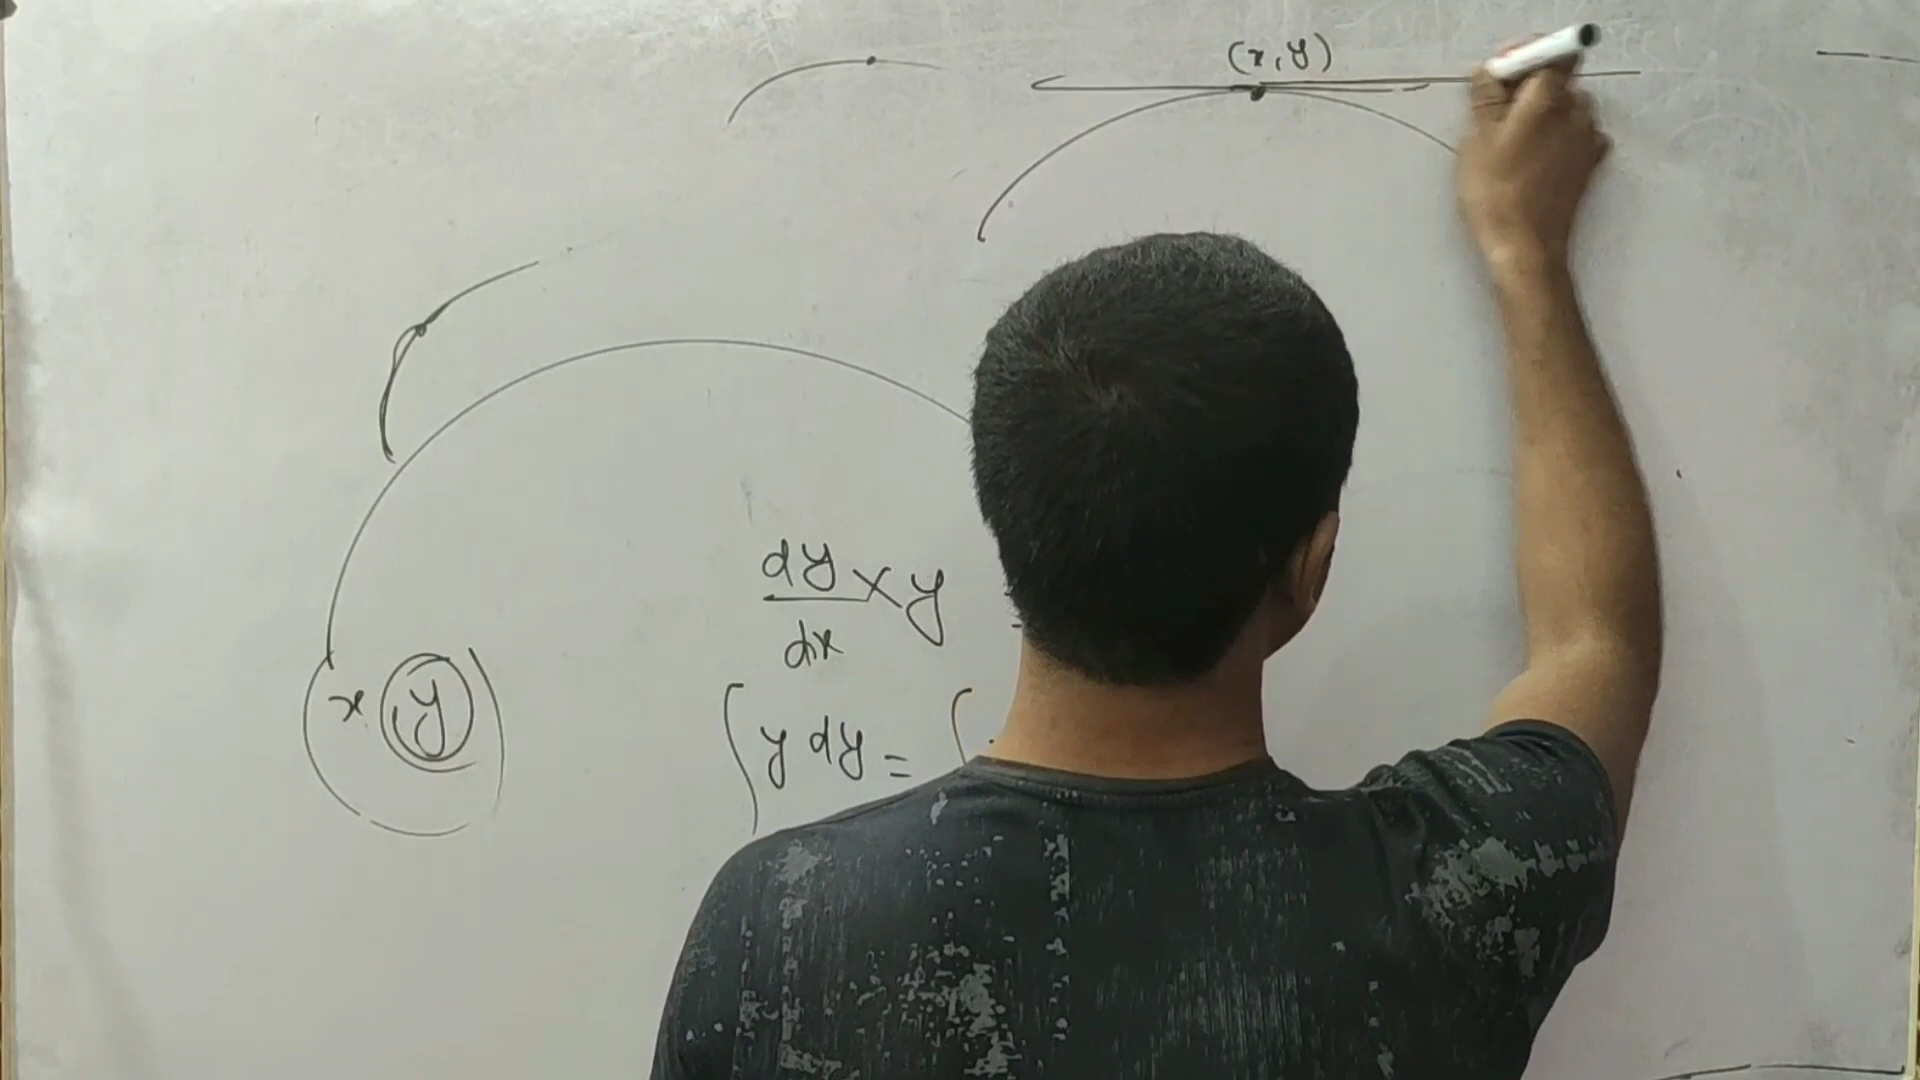 (x, y)
dy/dx × y
x, y
∫ y dy = ∫